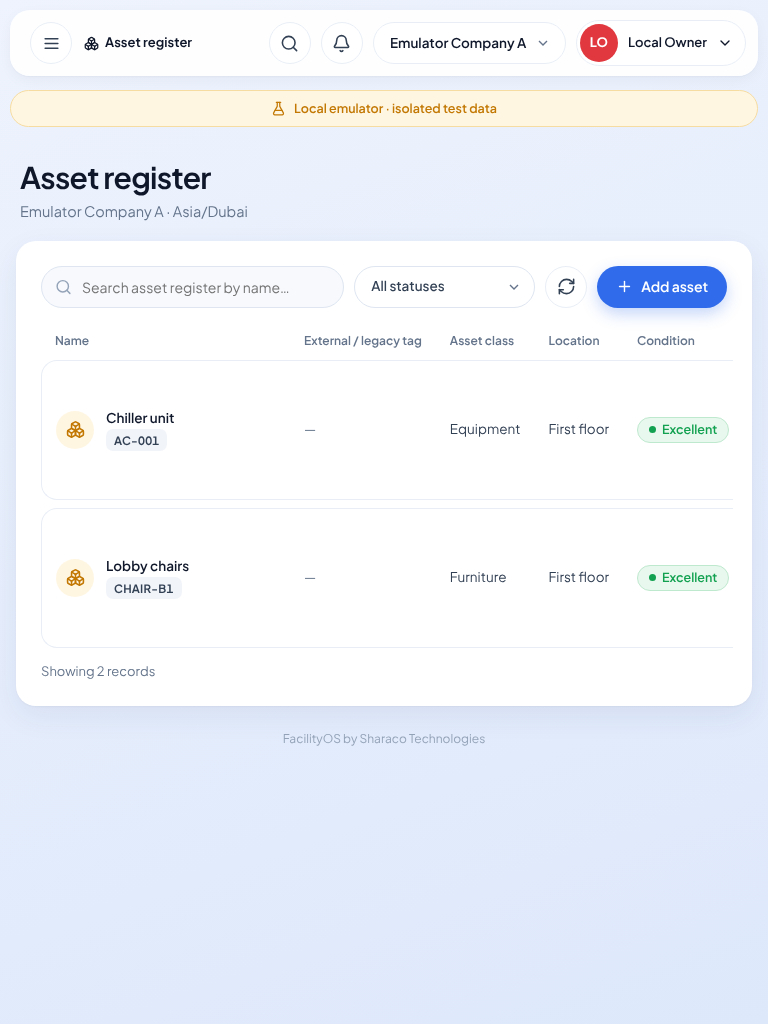 Asset register
Emulator Company A
LO
Local Owner
Local emulator · isolated test data
Asset register
Emulator Company A · Asia/Dubai
Search asset register by name…
All statuses
Add asset
Name External / legacy tag Asset class Location Condition
Chiller unit
AC-001
— Equipment First floor Excellent
Lobby chairs
CHAIR-B1
— Furniture First floor Excellent
Showing 2 records
FacilityOS by Sharaco Technologies